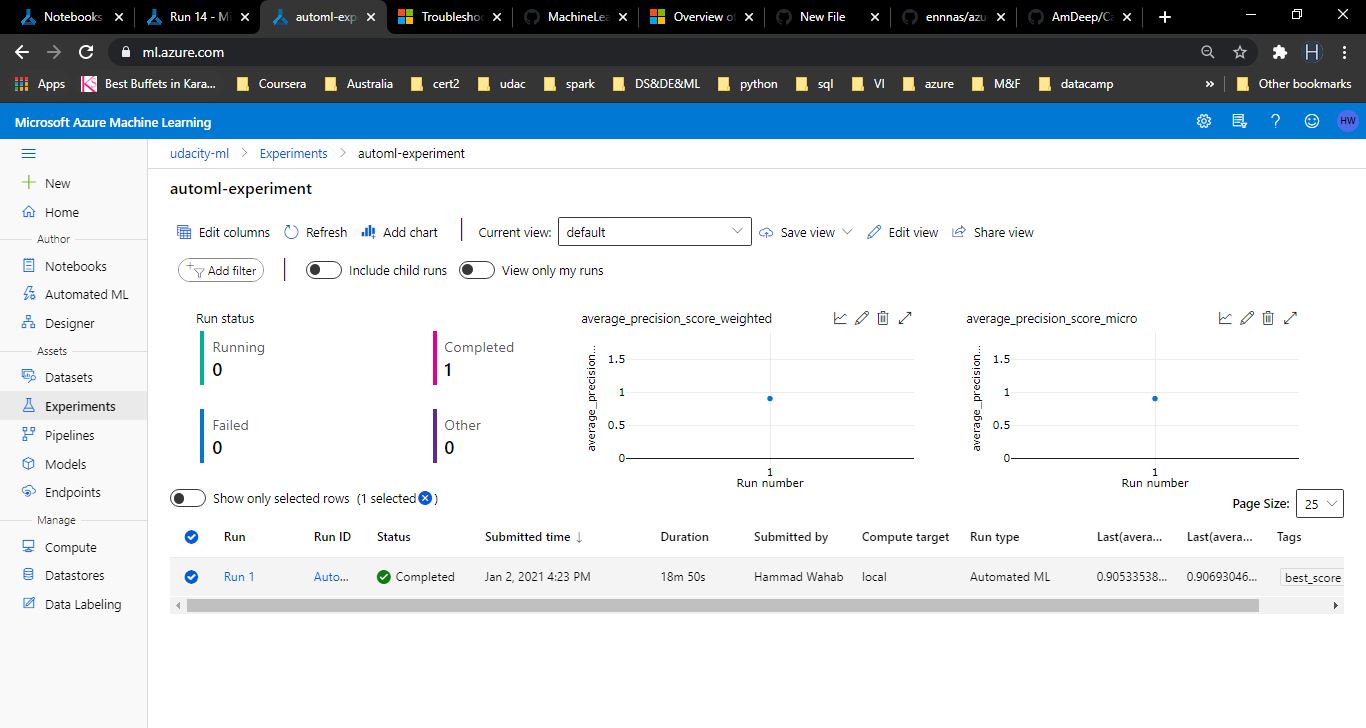 Notebooks
Run 14 - Mi
automl-exp
Troublesho
MachineLea
Overview of
New File
ennnas/azu
AmDeep/Ca
ml.azure.com
H
Apps
Best Buffets in Kara...
Coursera
Australia
cert2
udac
spark
DS&DE&ML
python
sql
VI
azure
M&F
datacamp
»
Other bookmarks
Microsoft Azure Machine Learning
HW
udacity-ml > Experiments > automl-experiment
New
Home
Author
Notebooks
Automated ML
Designer
Assets
Datasets
Experiments
Pipelines
Models
Endpoints
Manage
Compute
Datastores
Data Labeling
automl-experiment
Edit columns Refresh Add chart Current view: default Save view Edit view Share view
Add filter Include child runs View only my runs
Run status
Running
0
Completed
1
Failed
0
Other
0
average_precision_score_weighted
average_precision...
1.5
1
0.5
0
1
Run number
average_precision_score_micro
average_precision...
1.5
1
0.5
0
1
Run number
Show only selected rows (1 selected )
Page Size: 25
Run Run ID Status Submitted time ↓ Duration Submitted by Compute target Run type Last(avera... Last(avera... Tags
Run 1 Auto... Completed Jan 2, 2021 4:23 PM 18m 50s Hammad Wahab local Automated ML 0.90533538... 0.90693046... best_score